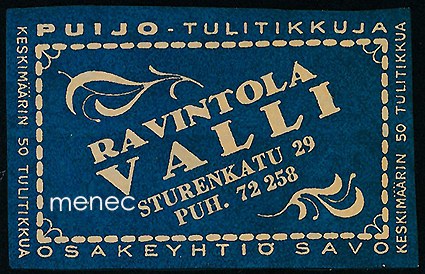 PUIJO-TULITIKKUJA
KESKIMÄÄRIN 50 TULITIKKUA
RAVINTOLA
VALLI
STURENKATU 29
PUH. 72 258
menec
KESKIMÄÄRIN 50 TULITIKKUA
OSAKEYHTIÖ SAVO